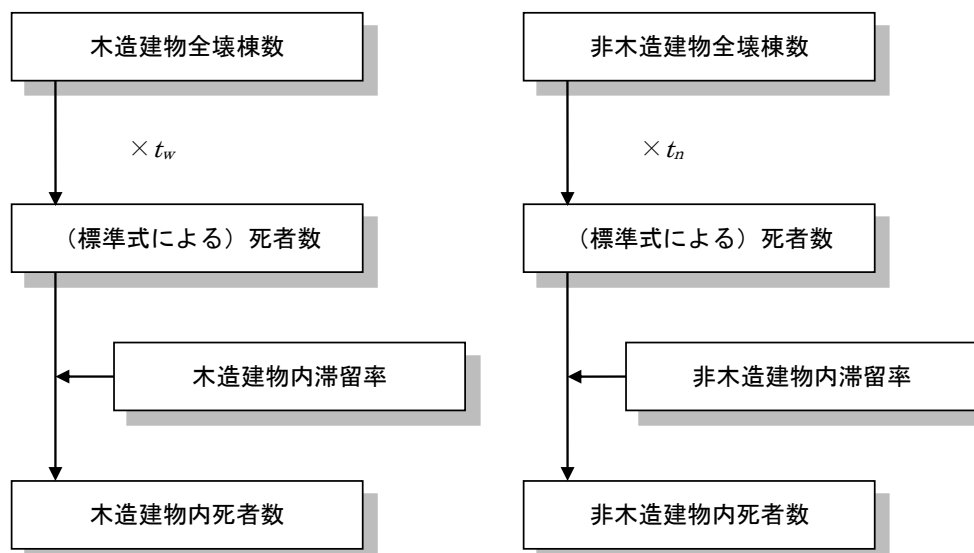 木造建物全壊棟数
× tw
（標準式による）死者数
木造建物内滞留率
木造建物内死者数
非木造建物全壊棟数
× tn
（標準式による）死者数
非木造建物内滞留率
非木造建物内死者数